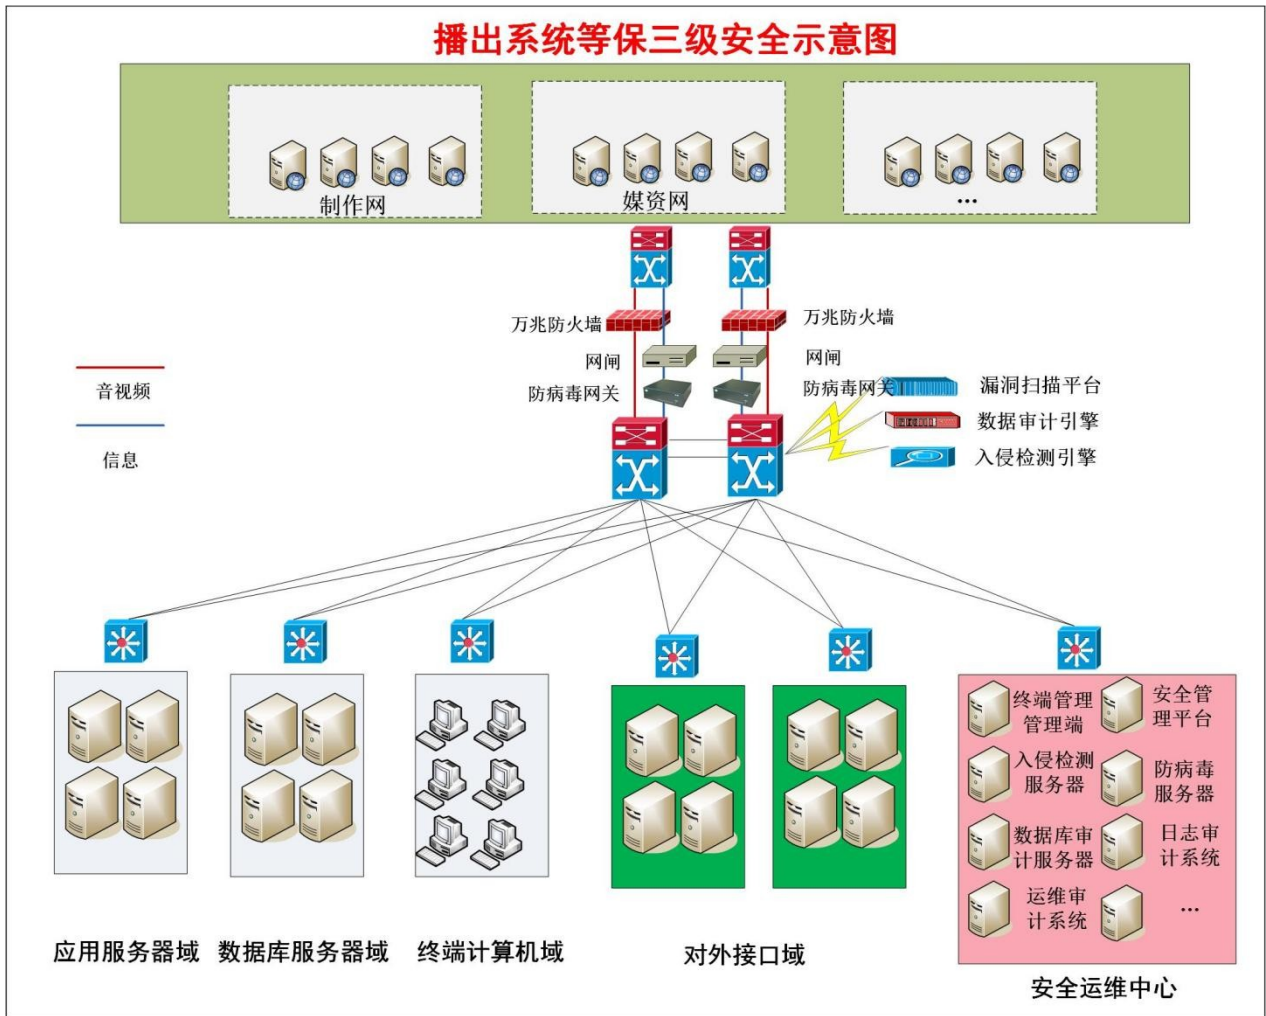 播出系统等保三级安全示意图
制作网
媒资网
...
万兆防火墙
万兆防火墙
网闸
网闸
防病毒网关
防病毒网关
音视频
信息
漏洞扫描平台
数据审计引擎
入侵检测引擎
终端管理
管理端
安全管
理平台
入侵检测
服务器
防病毒
服务器
数据库审
计服务器
日志审
计系统
运维审
计系统
...
应用服务器域
数据库服务器域
终端计算机域
对外接口域
安全运维中心